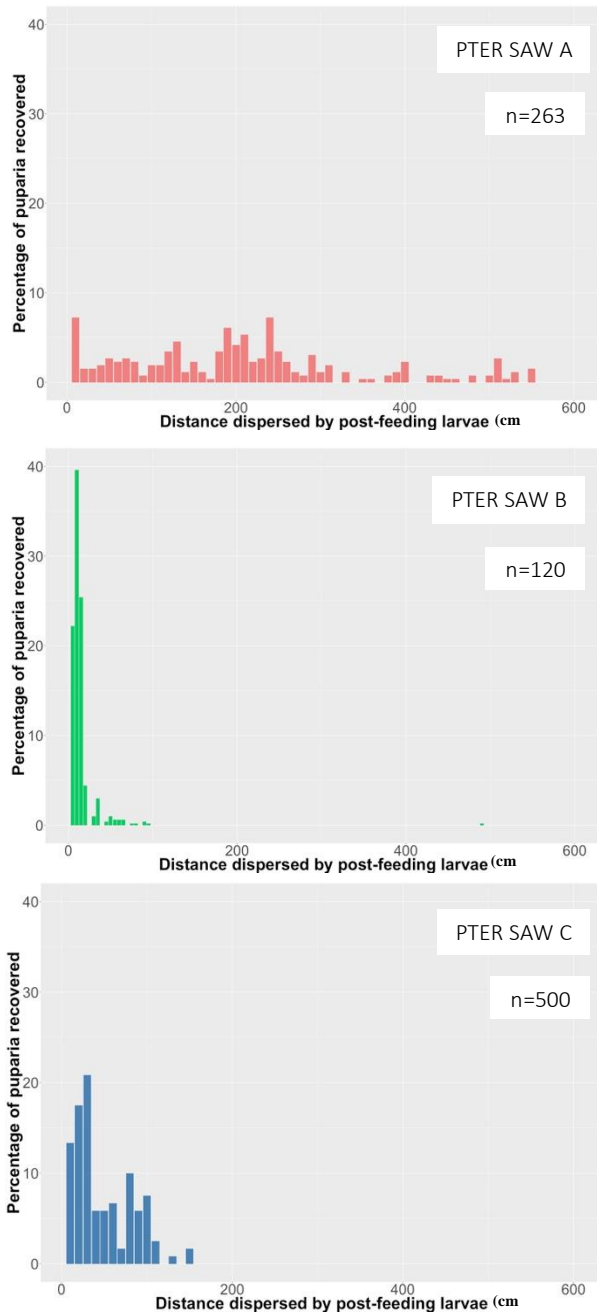 PTER SAW A
n=263
Percentage of puparia recovered
40
30
20
10
0
0 200 400 600
Distance dispersed by post-feeding larvae (cm
PTER SAW B
n=120
Percentage of puparia recovered
40
30
20
10
0
0 200 400 600
Distance dispersed by post-feeding larvae (cm
PTER SAW C
n=500
Percentage of puparia recovered
40
30
20
10
0
0 200 400 600
Distance dispersed by post-feeding larvae (cm